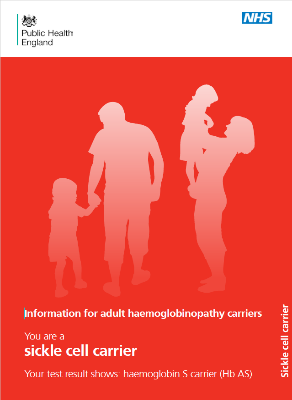 Public Health
England
NHS
Information for adult haemoglobinopathy carriers
You are a
sickle cell carrier
Your test result shows: haemoglobin S carrier (Hb AS)
Sickle cell carrier